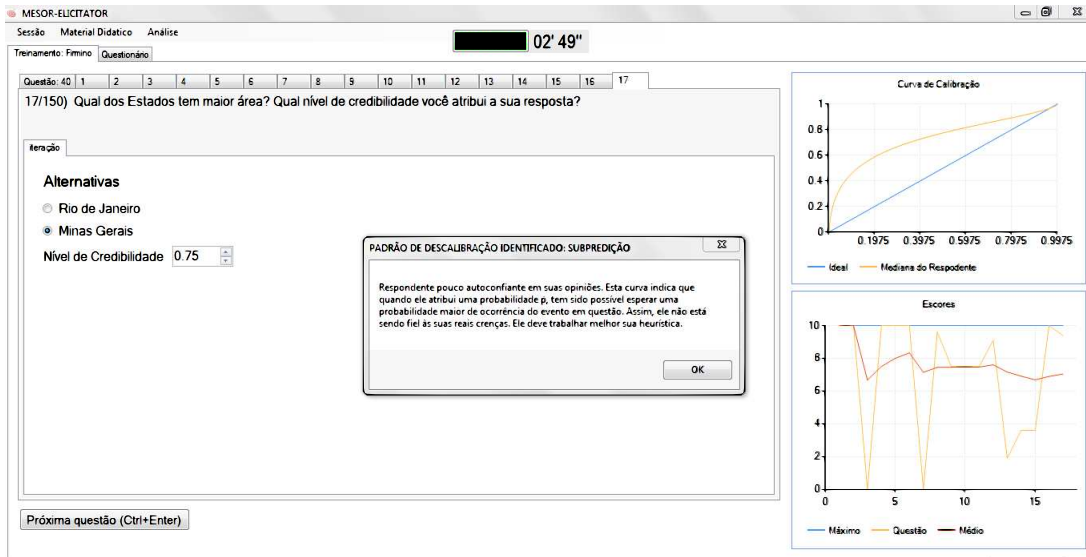 MESOR-ELICITATOR
Sessão Material Didatico Análise
02' 49"
Treinamento: Firmino Questionário
Questão: 40 1 2 3 4 5 6 7 8 9 10 11 12 13 14 15 16 17
17/150) Qual dos Estados tem maior área? Qual nível de credibilidade você atribui a sua resposta?
iteração
Alternativas
Rio de Janeiro
Minas Gerais
Nível de Credibilidade 0.75
PADRÃO DE DESCALIBRAÇÃO IDENTIFICADO: SUBPREDIÇÃO
Respondente pouco autoconfiante em suas opiniões. Esta curva indica que
quando ele atribui uma probabilidade p, tem sido possível esperar uma
probabilidade maior de ocorrência do evento em questão. Assim, ele não está
sendo fiel às suas reais crenças. Ele deve trabalhar melhor sua heurística.
OK
Próxima questão (Ctrl+Enter)
Curva de Calibração
1
0.8
0.6
0.4
0.2
0
0.1975 0.3975 0.5975 0.7975 0.9975
Ideal Mediana do Respodente
Escores
10
8
6
4
2
0
0 5 10 15
Máximo Questão Médio